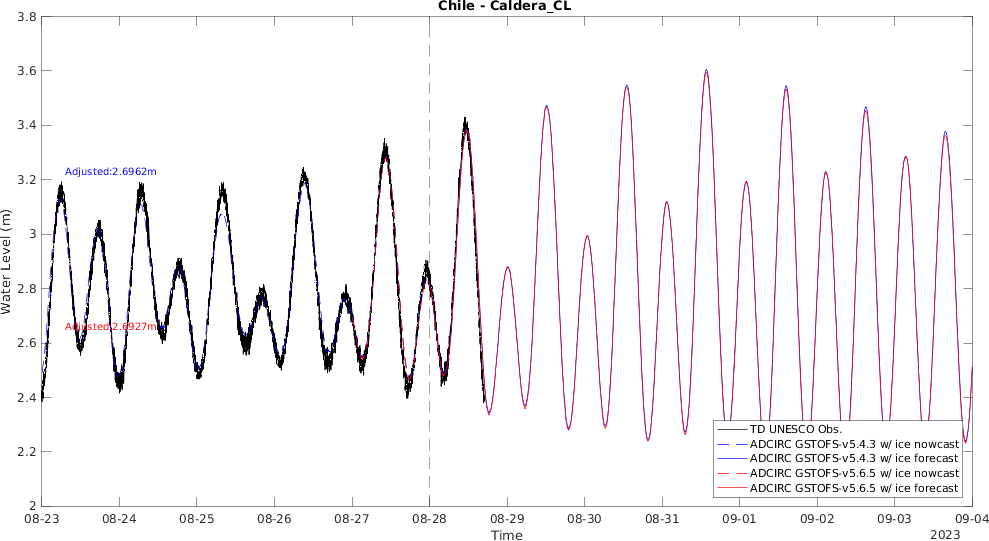 Chile - Caldera_CL
3.8
3.6
3.4
3.2
3
2.8
2.6
2.4
2.2
2
Water Level (m)
Adjusted:2.6962m
Adjusted:2.6927m
TD UNESCO Obs.
ADCIRC GSTOFS-v5.4.3 w/ ice nowcast
ADCIRC GSTOFS-v5.4.3 w/ ice forecast
ADCIRC GSTOFS-v5.6.5 w/ ice nowcast
ADCIRC GSTOFS-v5.6.5 w/ ice forecast
08-23 08-24 08-25 08-26 08-27 08-28 08-29 08-30 08-31 09-01 09-02 09-03 09-04
Time
2023